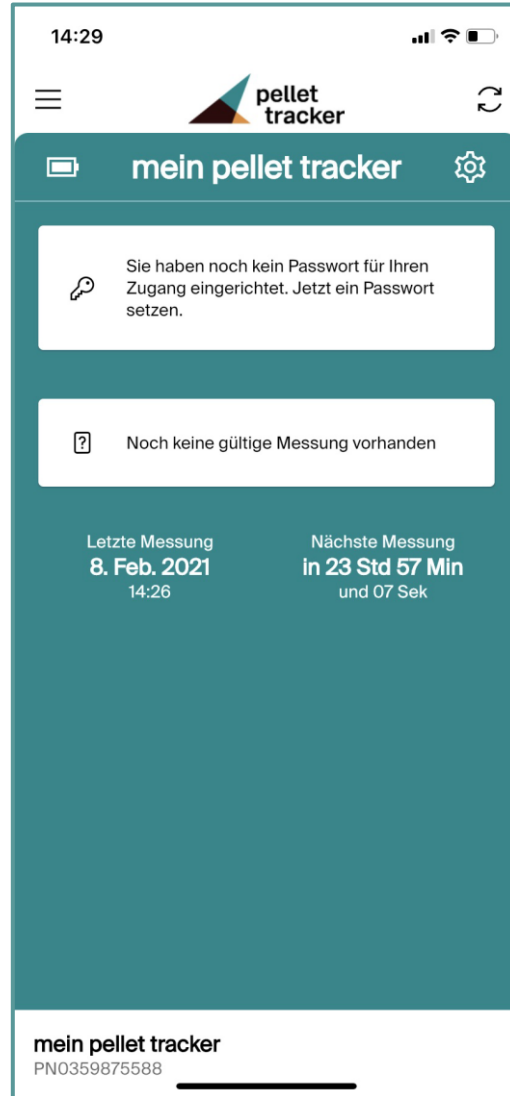 14:29
pellet
tracker
mein pellet tracker
Sie haben noch kein Passwort für Ihren
Zugang eingerichtet. Jetzt ein Passwort
setzen.
?
Noch keine gültige Messung vorhanden
Letzte Messung
8. Feb. 2021
14:26
Nächste Messung
in 23 Std 57 Min
und 07 Sek
mein pellet tracker
PN0359875588